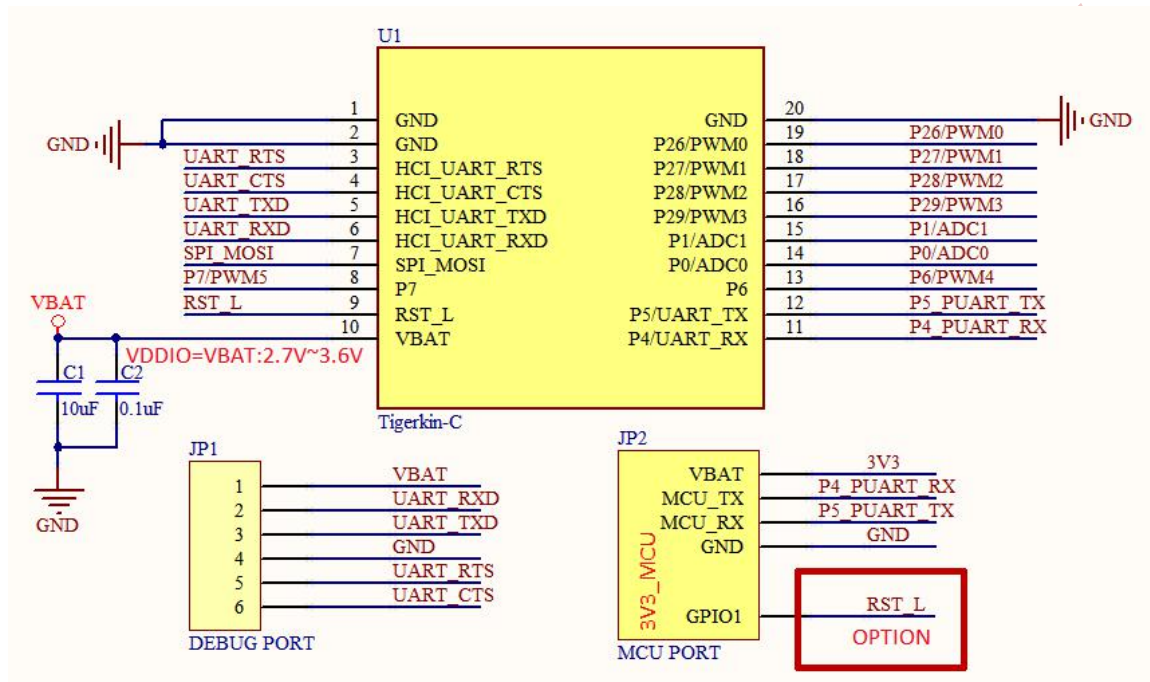 U1
1 GND
2 GND
GND
UART_RTS 3 HCI_UART_RTS
UART_CTS 4 HCI_UART_CTS
UART_TXD 5 HCI_UART_TXD
UART_RXD 6 HCI_UART_RXD
SPI_MOSI 7 SPI_MOSI
P7/PWM5 8 P7
RST_L 9 RST_L
10 VBAT
GND 20 GND
P26/PWM0 19 P26/PWM0
P27/PWM1 18 P27/PWM1
P28/PWM2 17 P28/PWM2
P29/PWM3 16 P29/PWM3
P1/ADC1 15 P1/ADC1
P0/ADC0 14 P0/ADC0
P6 13 P6/PWM4
P5/UART_TX 12 P5_PUART_TX
P4/UART_RX 11 P4_PUART_RX
Tigerkin-C
VBAT
VDDIO=VBAT:2.7V~3.6V
C1 C2
10uF 0.1uF
GND
JP1
1 VBAT
2 UART_RXD
3 UART_TXD
4 GND
5 UART_RTS
6 UART_CTS
DEBUG PORT
JP2
VBAT 3V3
MCU_TX P4_PUART_RX
MCU_RX P5_PUART_TX
GND GND
3V3_MCU
GPIO1 RST_L
OPTION
MCU PORT